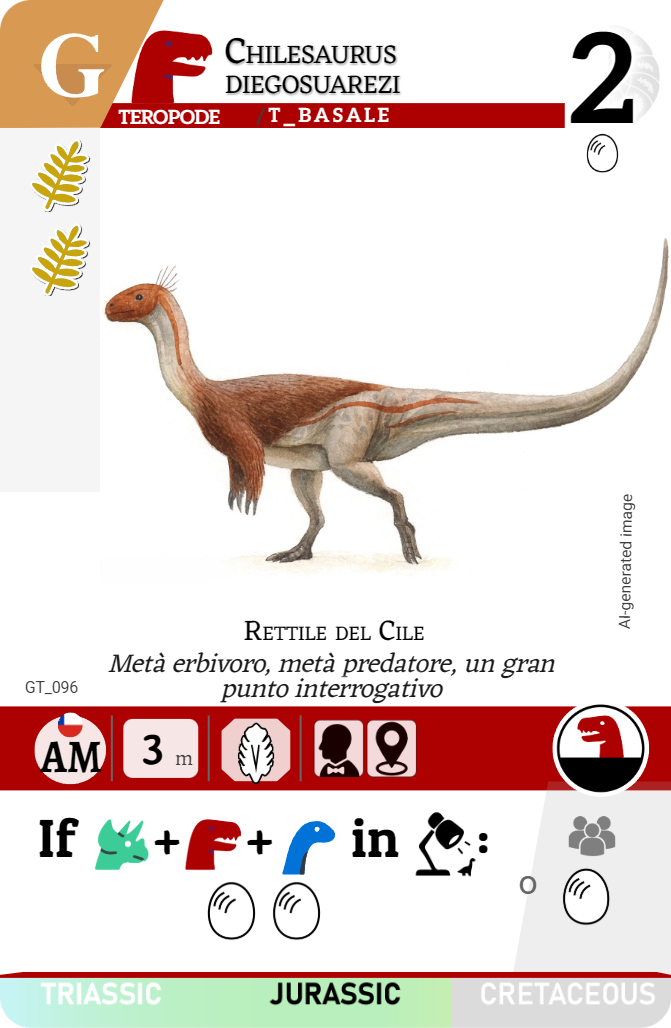 G
CHILESAURUS
DIEGOSUAREZI
2
TEROPODE / T_BASALE
AI-generated image
RETTILE DEL CILE
Metà erbivoro, metà predatore, un gran
punto interrogativo
GT_096
AM
3 m
If + + in :
o
TRIASSIC JURASSIC CRETACEOUS